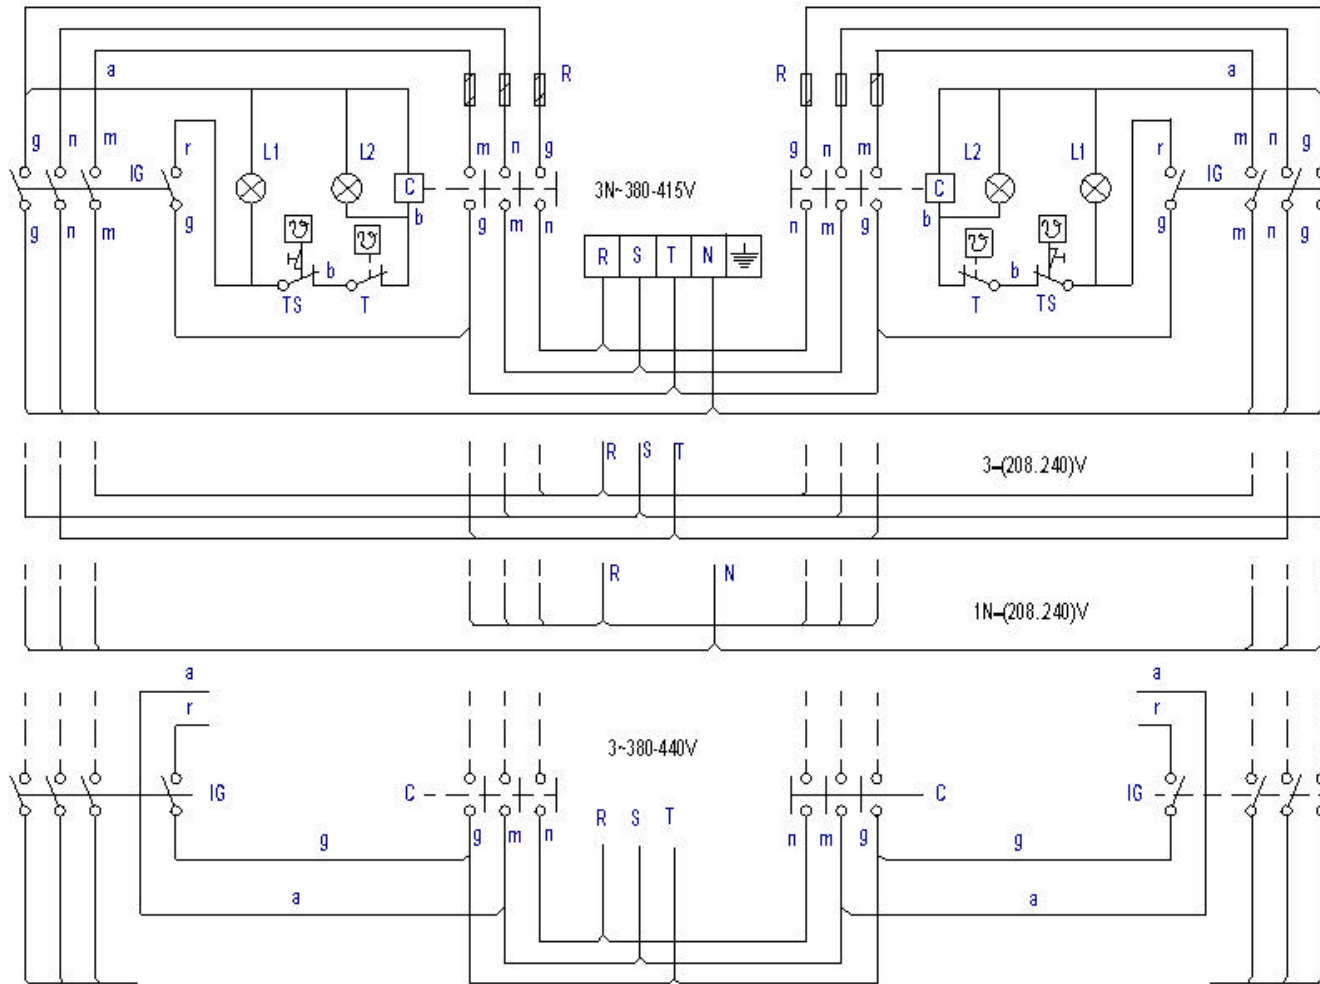 a R R a
g n m r L1 L2 m n g g n m L2 L1 r m n g
IG C 3N~380-415V C IG
g n m g b g m n n m g b g m n g
ϑ ϑ R S T N ϑ ϑ
b b
TS T T TS
R S T 3~(208.240)V
R N 1N~(208.240)V
a a
r r
3~380-440V
IG C C IG
R S T
g g m n n m g g
a a